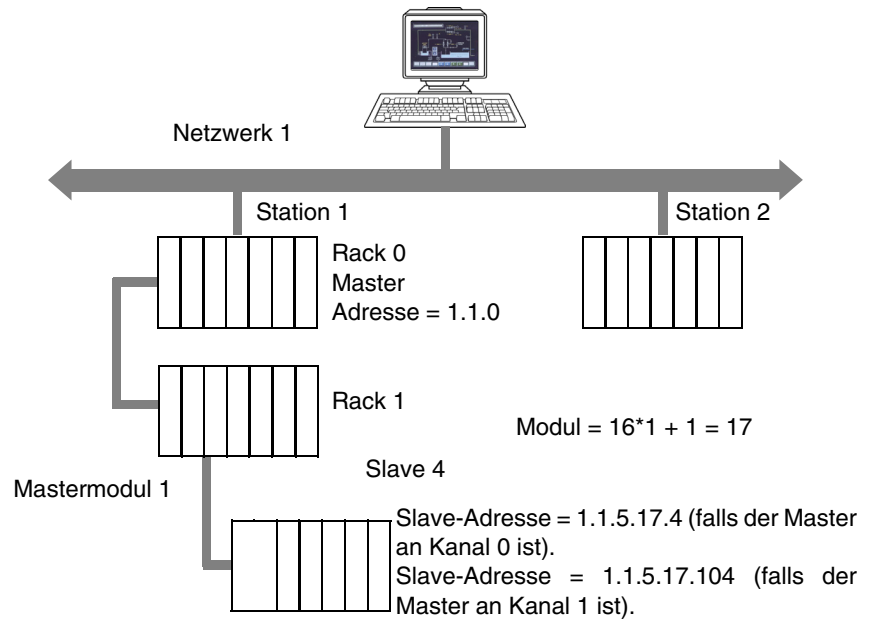 Netzwerk 1
Station 1
Station 2
Rack 0
Master
Adresse = 1.1.0
Rack 1
Modul = 16*1 + 1 = 17
Slave 4
Mastermodul 1
Slave-Adresse = 1.1.5.17.4 (falls der Master
an Kanal 0 ist).
Slave-Adresse = 1.1.5.17.104 (falls der
Master an Kanal 1 ist).